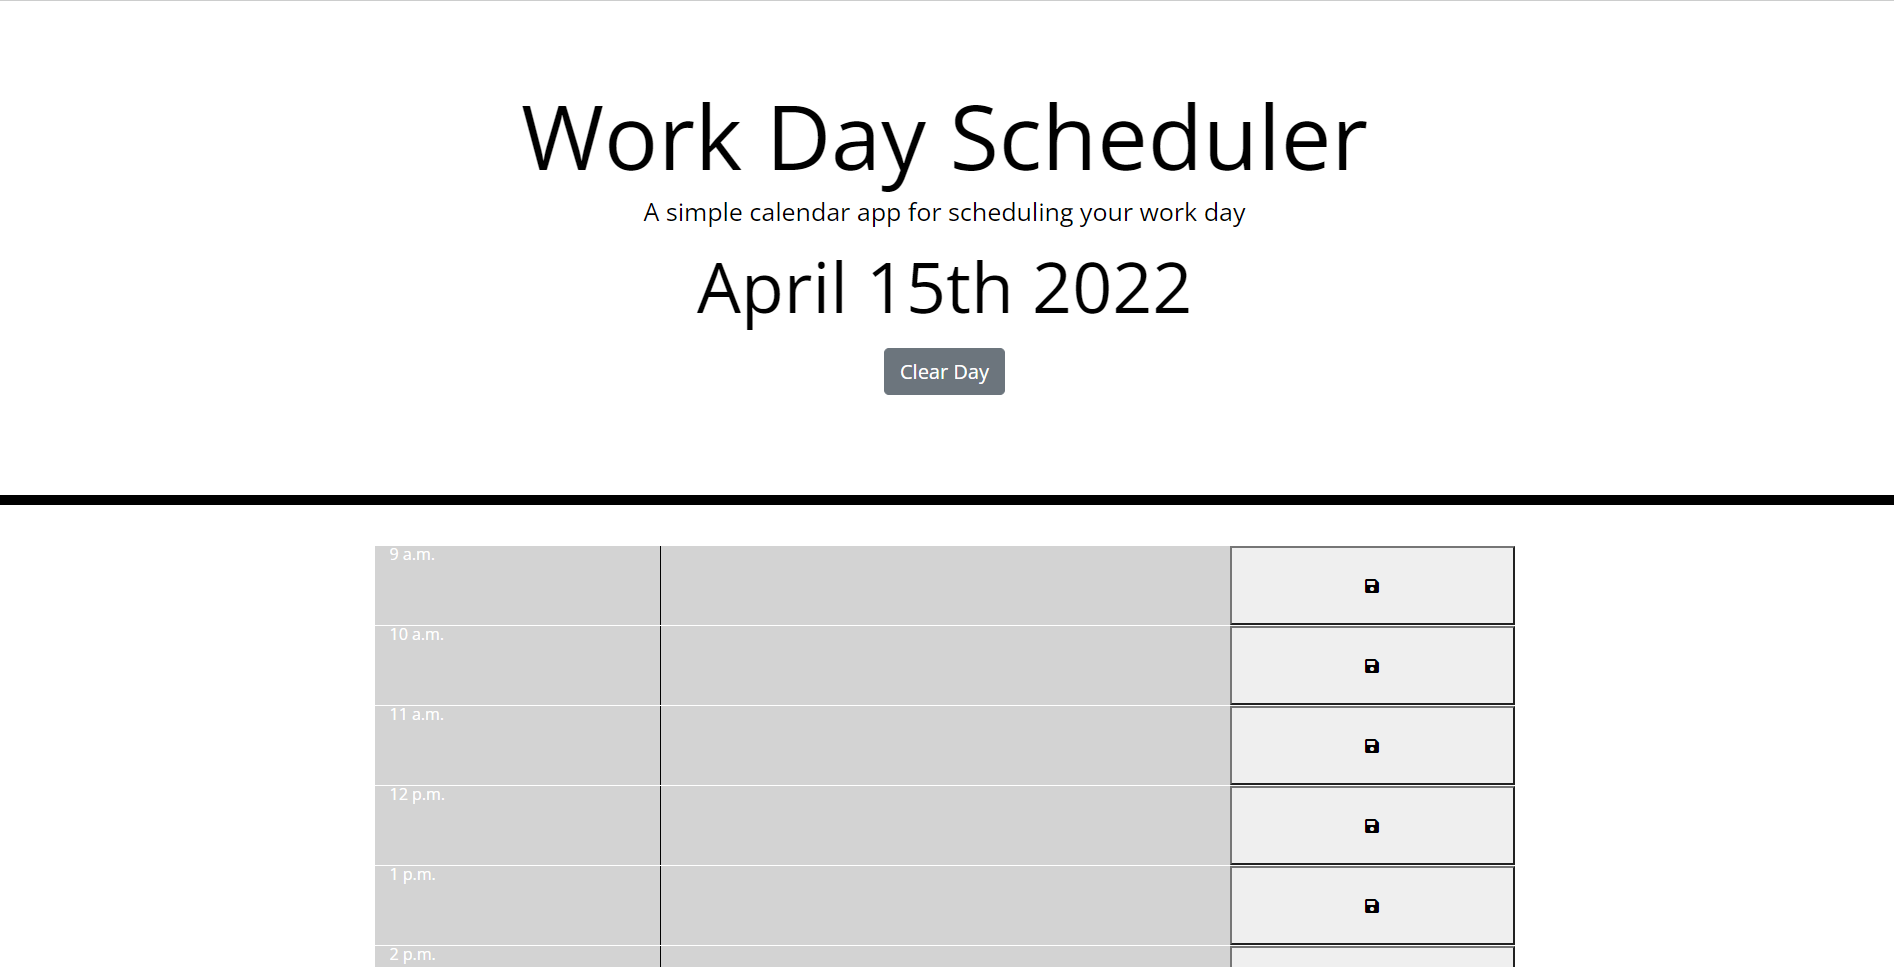 Work Day Scheduler
A simple calendar app for scheduling your work day
April 15th 2022
Clear Day
9 a.m.
10 a.m.
11 a.m.
12 p.m.
1 p.m.
2 p.m.